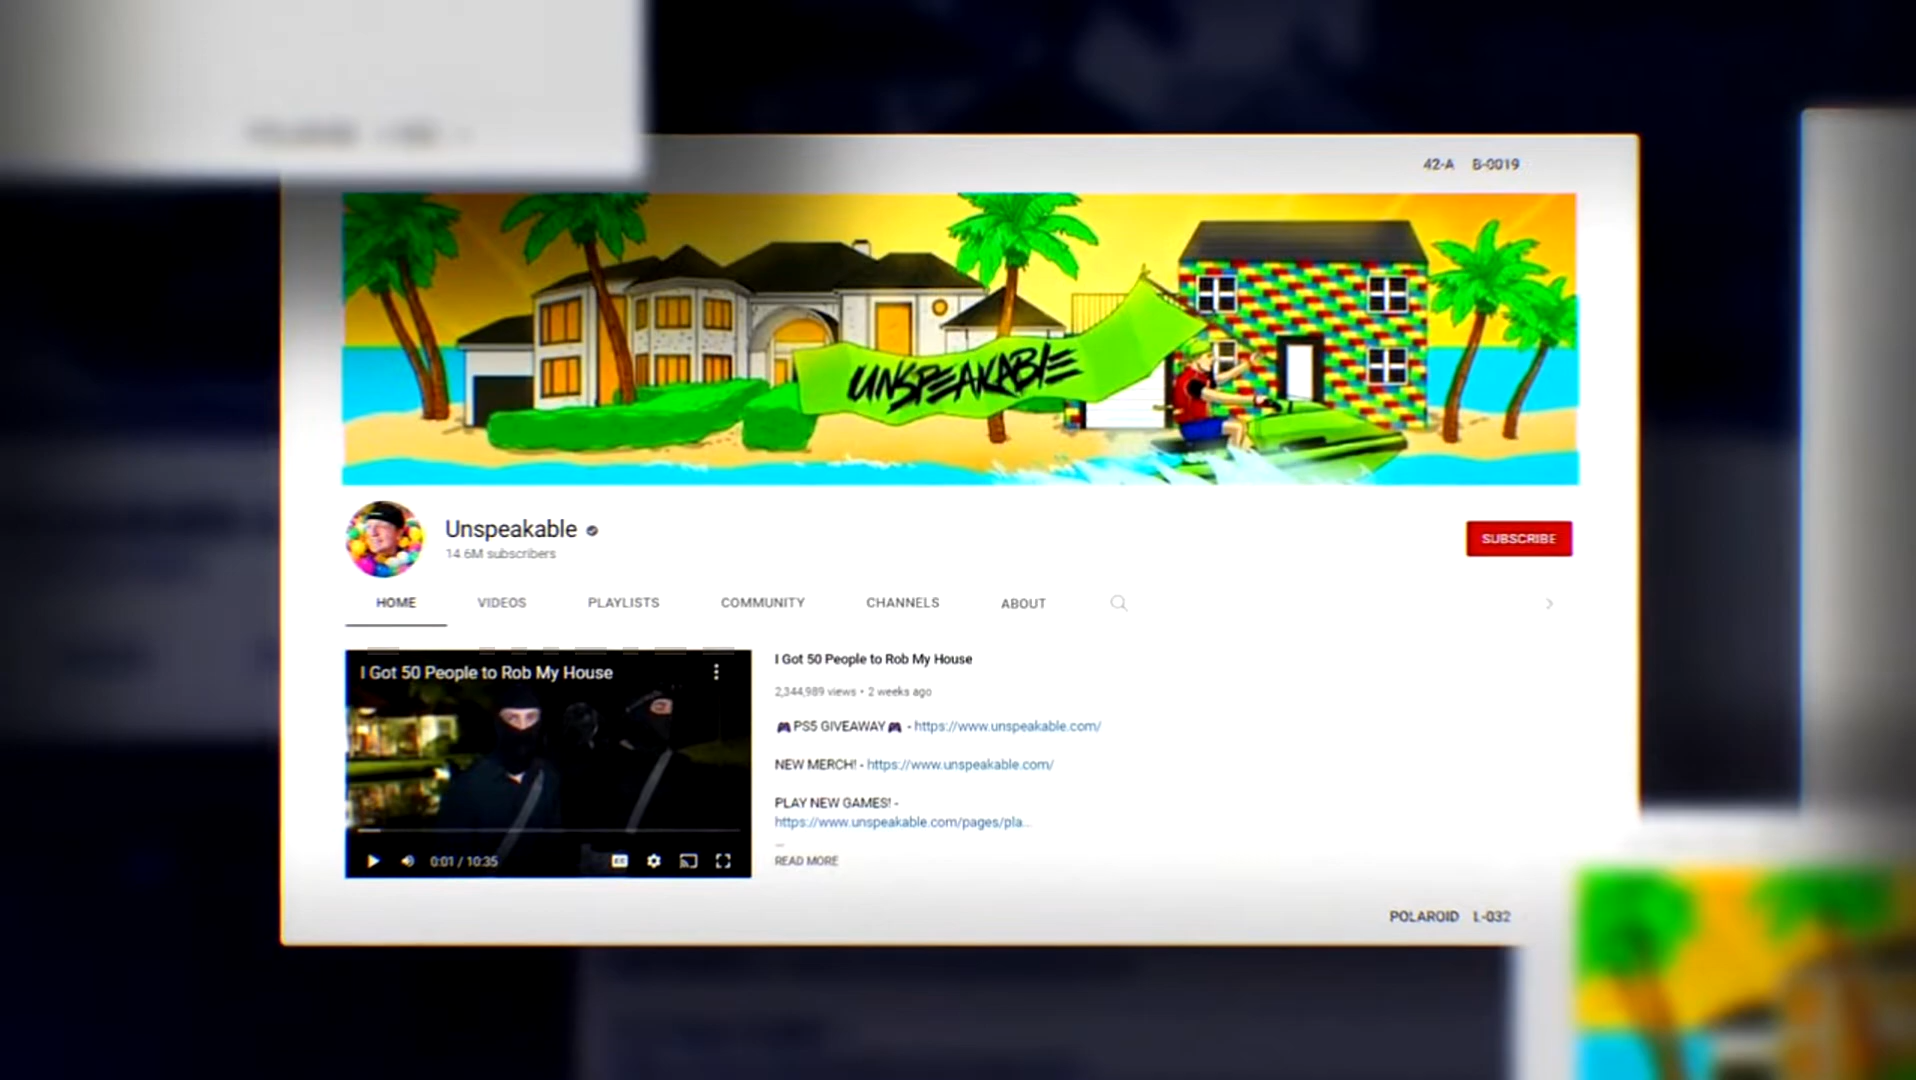 42-A B-0019
UNSPEAKABLE
Unspeakable
14.6M subscribers
SUBSCRIBE
HOME VIDEOS PLAYLISTS COMMUNITY CHANNELS ABOUT
I Got 50 People to Rob My House
0:01 / 10:35
I Got 50 People to Rob My House
2,344,989 views • 2 weeks ago
🎮PS5 GIVEAWAY🎮 - https://www.unspeakable.com/
NEW MERCH! - https://www.unspeakable.com/
PLAY NEW GAMES! -
https://www.unspeakable.com/pages/pla...
...
READ MORE
POLAROID L-032